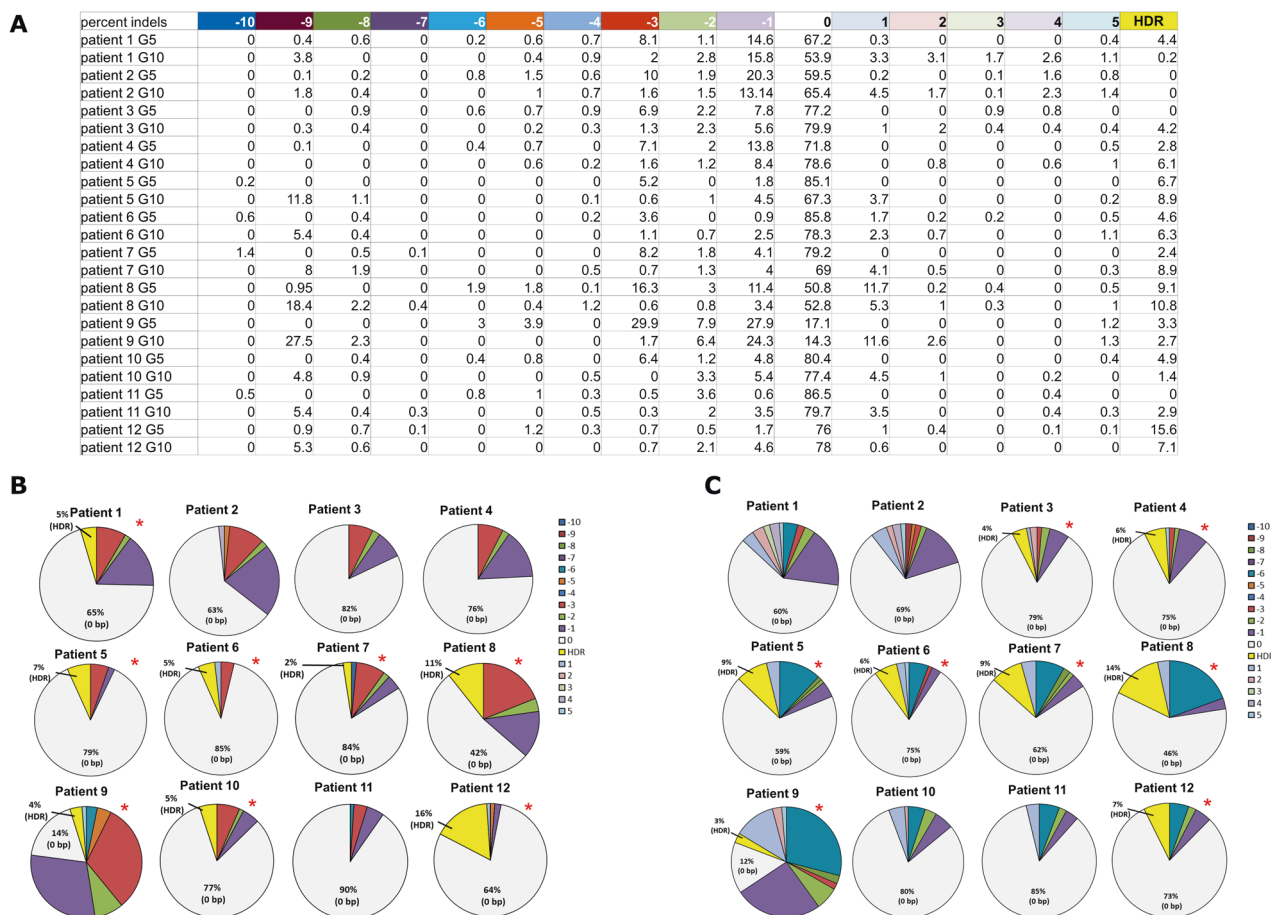 A
percent indels -10 -9 -8 -7 -6 -5 -4 -3 -2 -1 0 1 2 3 4 5 HDR
patient 1 G5 0 0.4 0.6 0 0.2 0.6 0.7 8.1 1.1 14.6 67.2 0.3 0 0 0 0.4 4.4
patient 1 G10 0 3.8 0 0 0 0.4 0.9 2 2.8 15.8 53.9 3.3 3.1 1.7 2.6 1.1 0.2
patient 2 G5 0 0.1 0.2 0 0.8 1.5 0.6 10 1.9 20.3 59.5 0.2 0 0.1 1.6 0.8 0
patient 2 G10 0 1.8 0.4 0 0 1 0.7 1.6 1.5 13.14 65.4 4.5 1.7 0.1 2.3 1.4 0
patient 3 G5 0 0 0.9 0 0.6 0.7 0.9 6.9 2.2 7.8 77.2 0 0 0.9 0.8 0 0
patient 3 G10 0 0.3 0.4 0 0 0.2 0.3 1.3 2.3 5.6 79.9 1 2 0.4 0.4 0.4 4.2
patient 4 G5 0 0.1 0 0 0.4 0.7 0 7.1 2 13.8 71.8 0 0 0 0 0.5 2.8
patient 4 G10 0 0 0 0 0 0.6 0.2 1.6 1.2 8.4 78.6 0 0.8 0 0.6 1 6.1
patient 5 G5 0.2 0 0 0 0 0 0 5.2 0 1.8 85.1 0 0 0 0 0 6.7
patient 5 G10 0 11.8 1.1 0 0 0 0.1 0.6 1 4.5 67.3 3.7 0 0 0 0.2 8.9
patient 6 G5 0.6 0 0.4 0 0 0 0.2 3.6 0 0.9 85.8 1.7 0.2 0.2 0 0.5 4.6
patient 6 G10 0 5.4 0.4 0 0 0 0 1.1 0.7 2.5 78.3 2.3 0.7 0 0 1.1 6.3
patient 7 G5 1.4 0 0.5 0.1 0 0 0 8.2 1.8 4.1 79.2 0 0 0 0 0 2.4
patient 7 G10 0 8 1.9 0 0 0 0.5 0.7 1.3 4 69 4.1 0.5 0 0 0.3 8.9
patient 8 G5 0 0.95 0 0 1.9 1.8 0.1 16.3 3 11.4 50.8 11.7 0.2 0.4 0 0.5 9.1
patient 8 G10 0 18.4 2.2 0.4 0 0.4 1.2 0.6 0.8 3.4 52.8 5.3 1 0.3 0 1 10.8
patient 9 G5 0 0 0 0 3 3.9 0 29.9 7.9 27.9 17.1 0 0 0 0 1.2 3.3
patient 9 G10 0 27.5 2.3 0 0 0 0 1.7 6.4 24.3 14.3 11.6 2.6 0 0 1.3 2.7
patient 10 G5 0 0 0.4 0 0.4 0.8 0 6.4 1.2 4.8 80.4 0 0 0 0 0.4 4.9
patient 10 G10 0 4.8 0.9 0 0 0 0.5 0 3.3 5.4 77.4 4.5 1 0 0.2 0 1.4
patient 11 G5 0.5 0 0 0 0.8 1 0.3 0.5 3.6 0.6 86.5 0 0 0 0.4 0 0
patient 11 G10 0 5.4 0.4 0.3 0 0 0.5 0.3 2 3.5 79.7 3.5 0 0 0.4 0.3 2.9
patient 12 G5 0 0.9 0.7 0.1 0 1.2 0.3 0.7 0.5 1.7 76 1 0.4 0 0.1 0.1 15.6
patient 12 G10 0 5.3 0.6 0 0 0 0 0.7 2.1 4.6 78 0.6 0 0 0 0 7.1
B
Patient 1 Patient 2 Patient 3 Patient 4
5%
(HDR)
*
65%
(0 bp)
63%
(0 bp)
82%
(0 bp)
76%
(0 bp)
Patient 5 Patient 6 Patient 7 Patient 8
7%
(HDR)
*
5%
(HDR)
*
2%
(HDR)
*
11%
(HDR)
*
79%
(0 bp)
85%
(0 bp)
84%
(0 bp)
42%
(0 bp)
Patient 9 Patient 10 Patient 11 Patient 12
4%
(HDR)
*
5%
(HDR)
*
16%
(HDR)
*
14%
(0 bp)
77%
(0 bp)
90%
(0 bp)
64%
(0 bp)
-10
-9
-8
-7
-6
-5
-4
-3
-2
-1
0
HDR
1
2
3
4
5
C
Patient 1 Patient 2 Patient 3 Patient 4
4%
(HDR)
*
6%
(HDR)
*
60%
(0 bp)
69%
(0 bp)
79%
(0 bp)
75%
(0 bp)
Patient 5 Patient 6 Patient 7 Patient 8
9%
(HDR)
*
6%
(HDR)
*
9%
(HDR)
*
14%
(HDR)
*
59%
(0 bp)
75%
(0 bp)
62%
(0 bp)
46%
(0 bp)
Patient 9 Patient 10 Patient 11 Patient 12
3%
(HDR)
*
7%
(HDR)
*
12%
(0 bp)
80%
(0 bp)
85%
(0 bp)
73%
(0 bp)
-10
-9
-8
-7
-6
-5
-4
-3
-2
-1
0
HDR
1
2
3
4
5